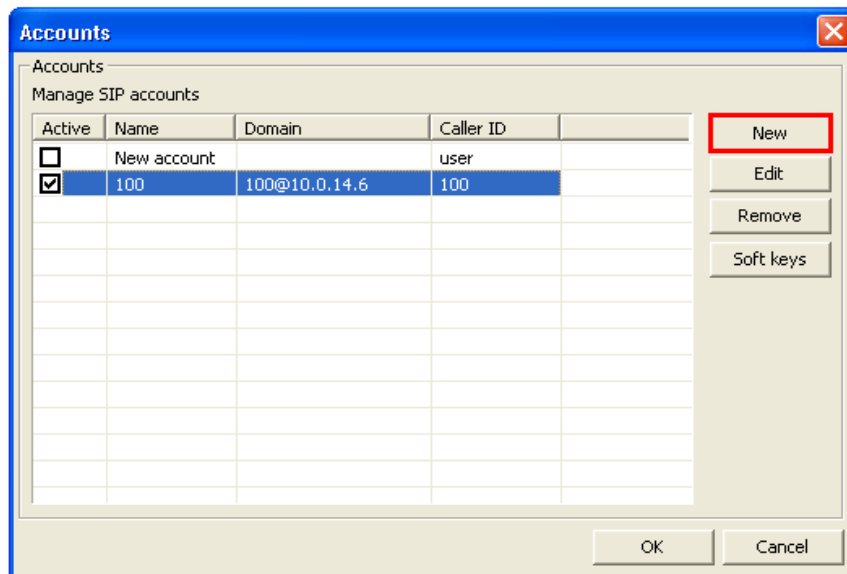 Accounts
Accounts
Manage SIP accounts
Active Name Domain Caller ID
New account user
100 100@10.0.14.6 100
New
Edit
Remove
Soft keys
OK Cancel